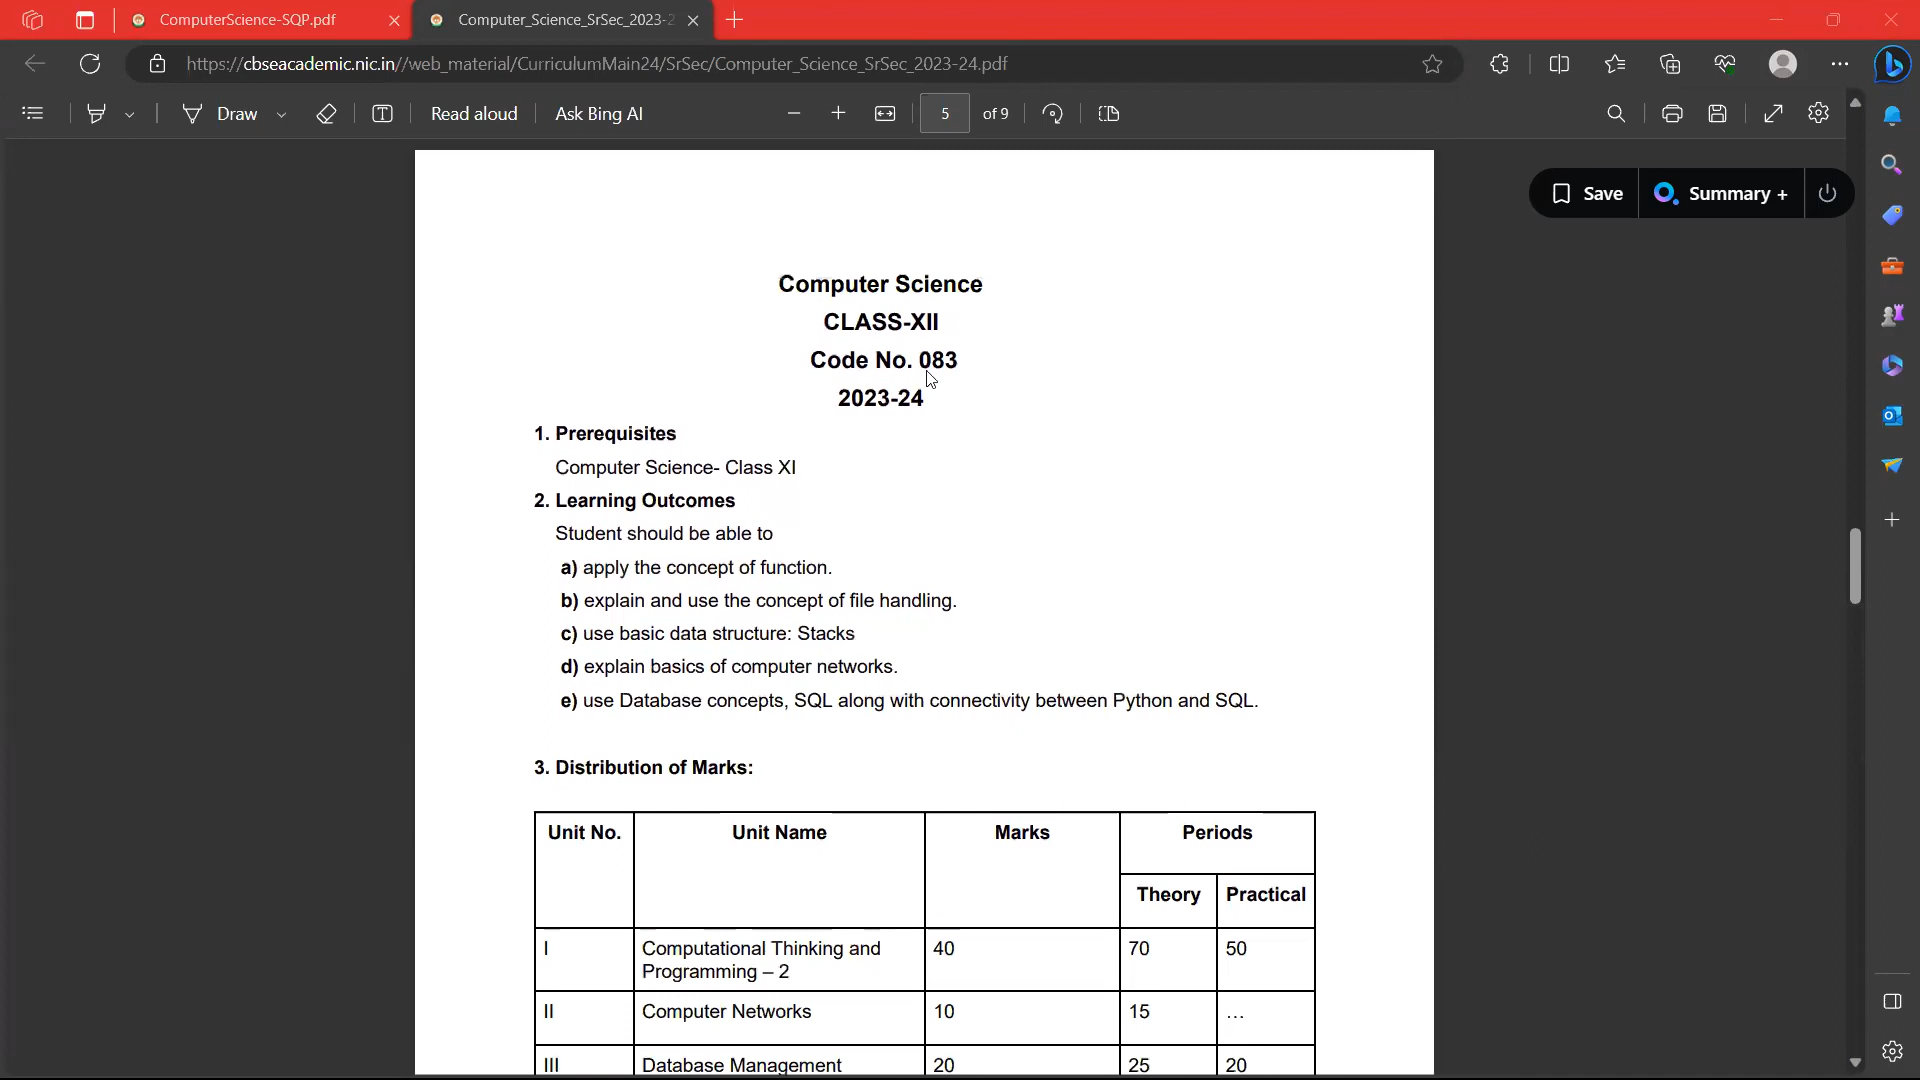 ComputerScience-SQP.pdf
Computer_Science_SrSec_2023-2
https://cbseacademic.nic.in//web_material/CurriculumMain24/SrSec/Computer_Science_SrSec_2023-24.pdf
Draw
Read aloud
Ask Bing AI
5 of 9
Save
Summary +
Computer Science
CLASS-XII
Code No. 083
2023-24
1. Prerequisites
Computer Science- Class XI
2. Learning Outcomes
Student should be able to
a) apply the concept of function.
b) explain and use the concept of file handling.
c) use basic data structure: Stacks
d) explain basics of computer networks.
e) use Database concepts, SQL along with connectivity between Python and SQL.
3. Distribution of Marks:
Unit No. Unit Name Marks Periods
Theory Practical
I Computational Thinking and 40 70 50
Programming – 2
II Computer Networks 10 15 ...
III Database Management 20 25 20